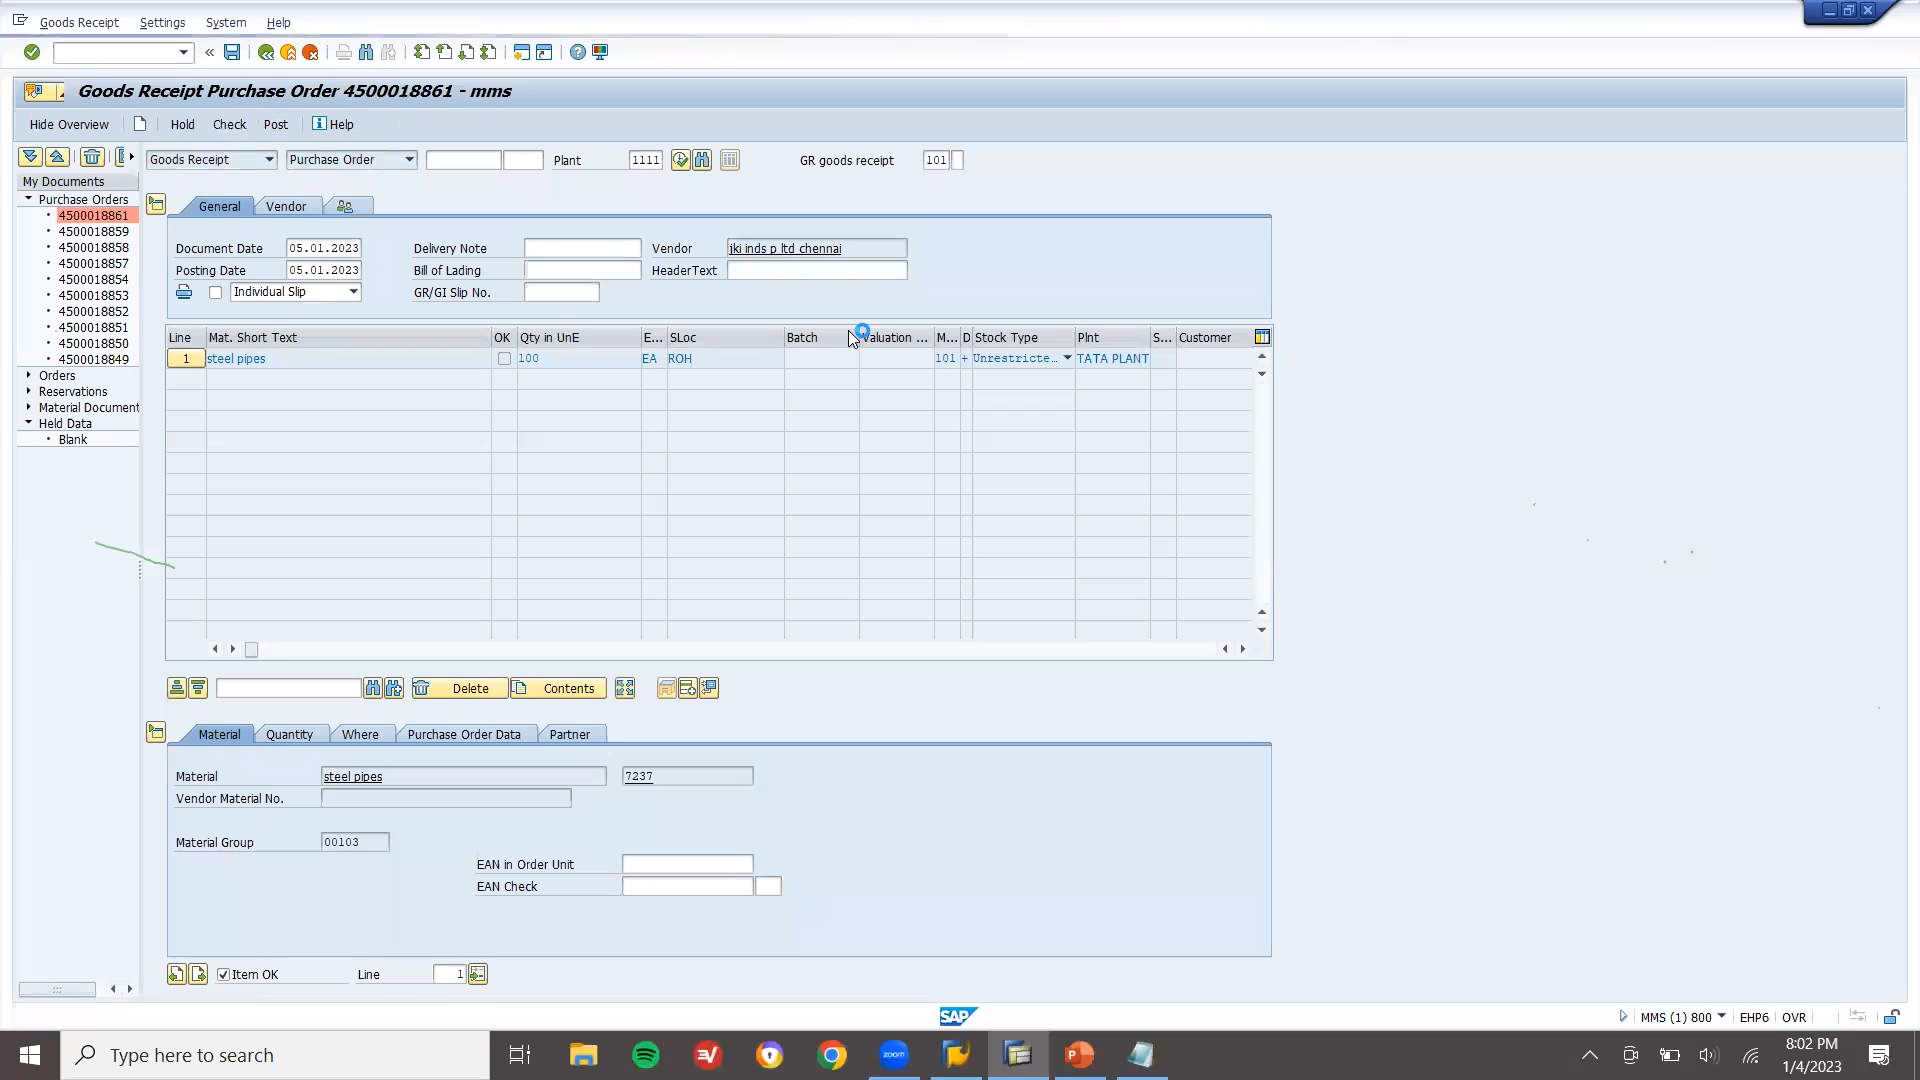 Goods Receipt Settings System Help
Goods Receipt Purchase Order 4500018861 - mms
Hide Overview Hold Check Post Help
Goods Receipt Purchase Order Plant 1111 GR goods receipt 101
My Documents
Purchase Orders
4500018861
4500018859
4500018858
4500018857
4500018854
4500018853
4500018852
4500018851
4500018850
4500018849
Orders
Reservations
Material Document
Held Data
Blank
General Vendor
Document Date 05.01.2023 Delivery Note Vendor jki inds p ltd chennai
Posting Date 05.01.2023 Bill of Lading HeaderText
Individual Slip GR/GI Slip No.
Line Mat. Short Text OK Qty in UnE E... SLoc Batch Valuation ... M... D Stock Type Plnt S... Customer
1 steel pipes 100 EA ROH 101 + Unrestricte... TATA PLANT
Delete Contents
Material Quantity Where Purchase Order Data Partner
Material steel pipes 7237
Vendor Material No.
Material Group 00103
EAN in Order Unit
EAN Check
Item OK Line 1
SAP
MMS (1) 800 EHP6 OVR
Type here to search
zoom
8:02 PM
1/4/2023